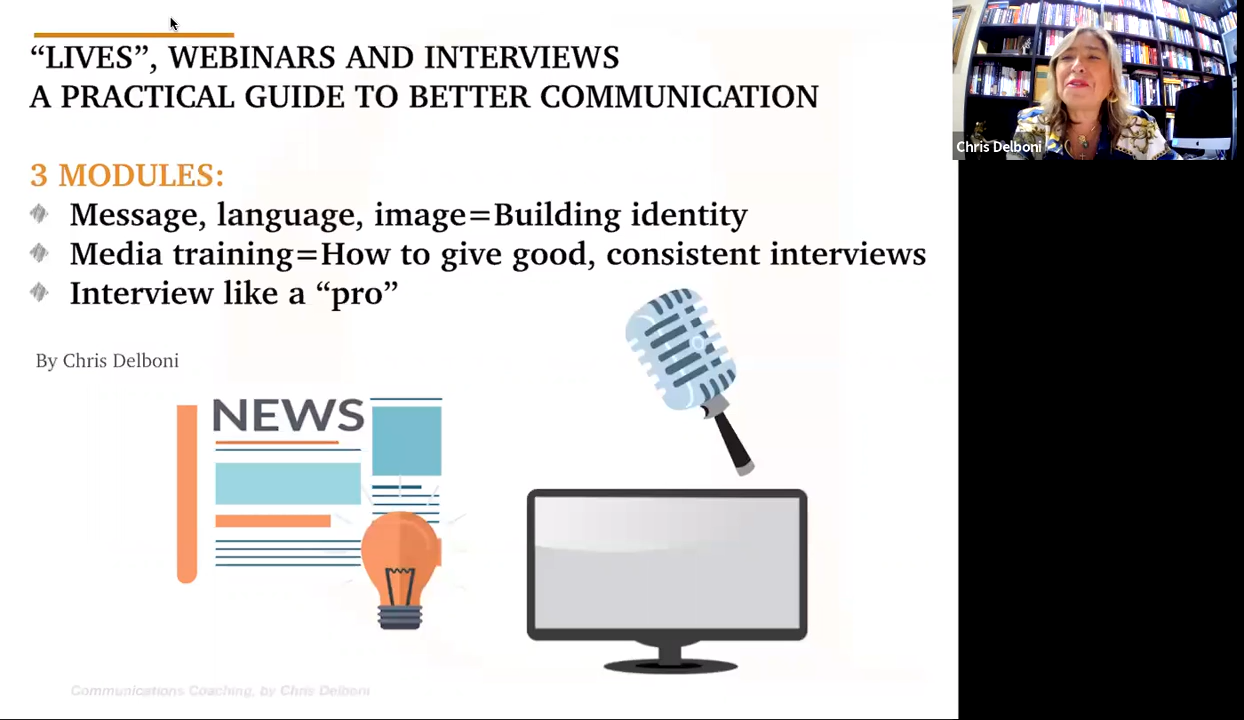 “LIVES”, WEBINARS AND INTERVIEWS
A PRACTICAL GUIDE TO BETTER COMMUNICATION
3 MODULES:
Message, language, image=Building identity
Media training=How to give good, consistent interviews
Interview like a “pro”
By Chris Delboni
NEWS
Communications Coaching, by Chris Delboni
Chris Delboni